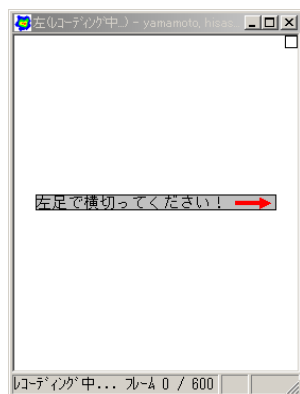 左(ﾚｺｰﾃﾞｨﾝｸﾞ中...) - yamamoto, hisas
左足で横切ってください！
ﾚｺｰﾃﾞｨﾝｸﾞ中... ﾌﾚｰﾑ 0 / 600